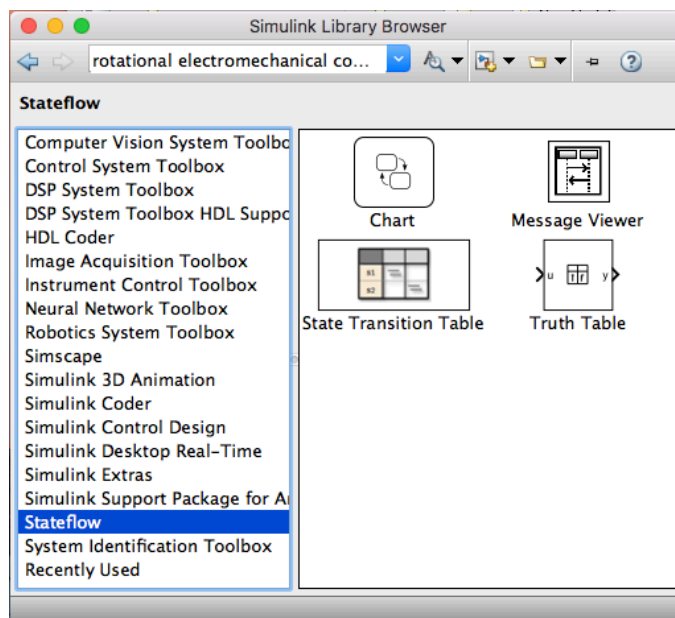 Simulink Library Browser
rotational electromechanical co...
Stateflow
Computer Vision System Toolbo
Control System Toolbox
DSP System Toolbox
DSP System Toolbox HDL Suppo
HDL Coder
Image Acquisition Toolbox
Instrument Control Toolbox
Neural Network Toolbox
Robotics System Toolbox
Simscape
Simulink 3D Animation
Simulink Coder
Simulink Control Design
Simulink Desktop Real-Time
Simulink Extras
Simulink Support Package for Ar
Stateflow
System Identification Toolbox
Recently Used
Chart
Message Viewer
s1
s2
State Transition Table
u T F y
Truth Table